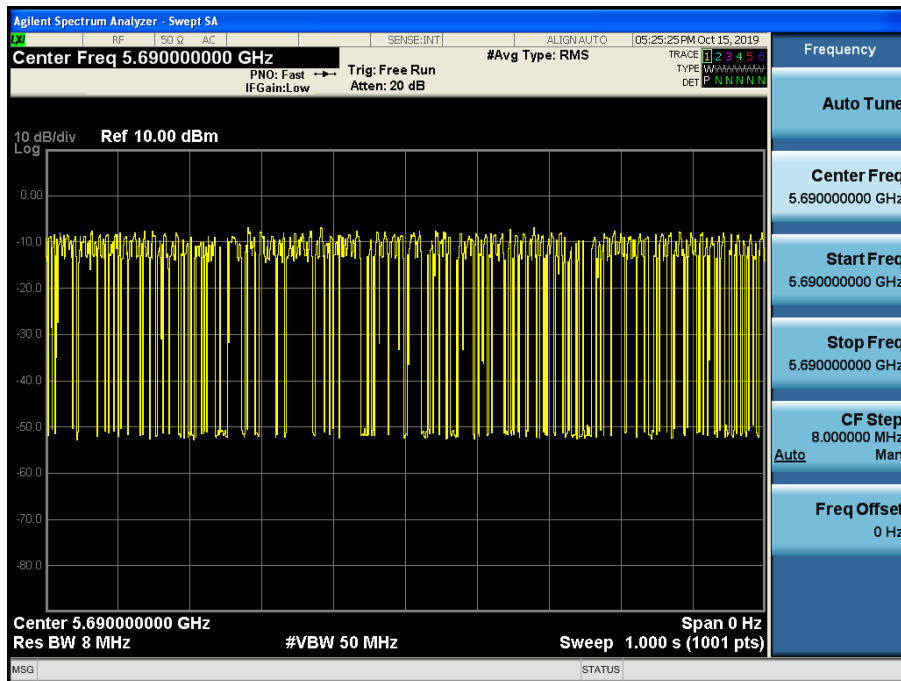 Agilent Spectrum Analyzer - Swept SA
LXI RF 50 Ω AC SENSE:INT ALIGN AUTO 05:25:25 PM Oct 15, 2019
Center Freq 5.690000000 GHz #Avg Type: RMS TRACE 1 2 3 4 5 6
PNO: Fast Trig: Free Run TYPE WWWWWW
IFGain:Low Atten: 20 dB DET P N N N N N
10 dB/div Ref 10.00 dBm
Log
0.00
-10.0
-20.0
-30.0
-40.0
-50.0
-60.0
-70.0
-80.0
Center 5.690000000 GHz Span 0 Hz
Res BW 8 MHz #VBW 50 MHz Sweep 1.000 s (1001 pts)
MSG STATUS
Frequency
Auto Tune
Center Freq
5.690000000 GHz
Start Freq
5.690000000 GHz
Stop Freq
5.690000000 GHz
CF Step
8.000000 MHz
Auto Man
Freq Offset
0 Hz